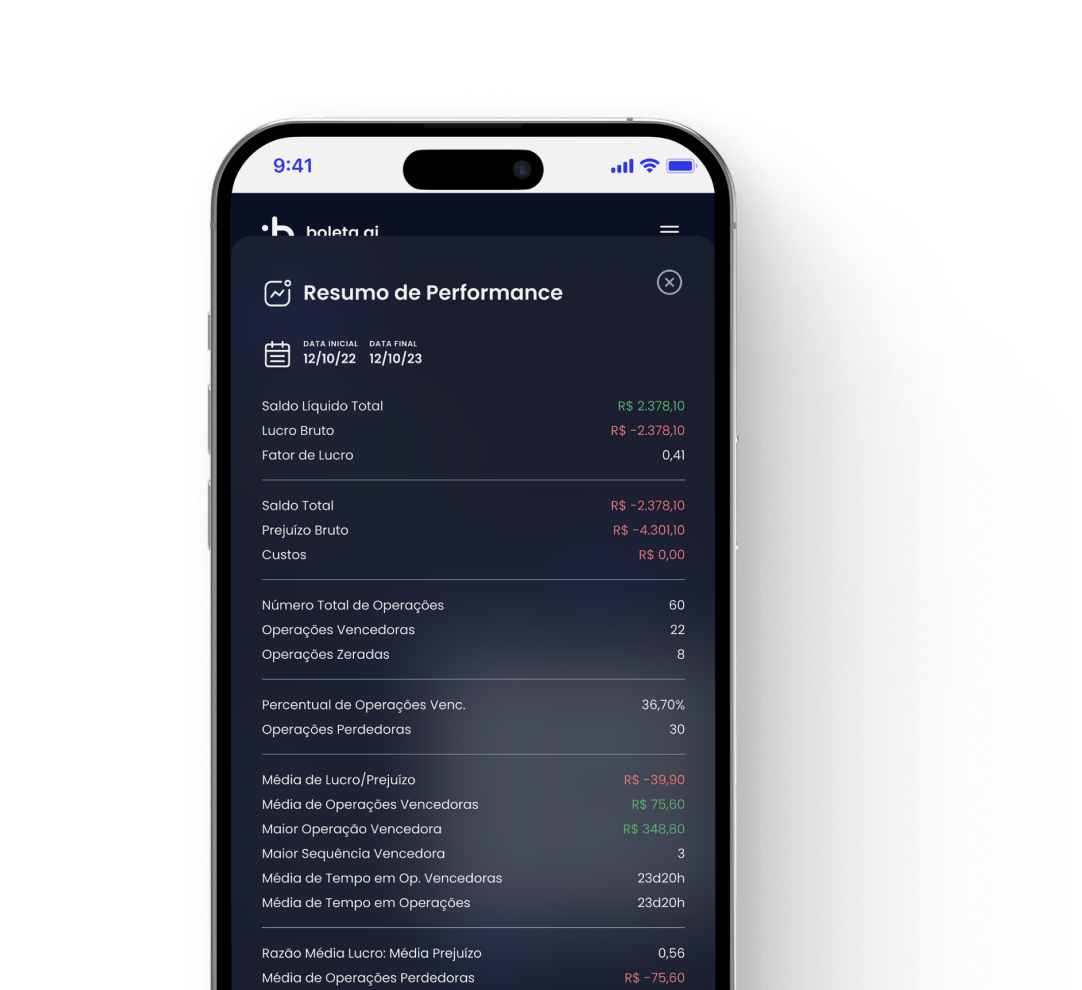 9:41
boleta ai
Resumo de Performance
DATA INICIAL DATA FINAL
12/10/22 12/10/23
Saldo Líquido Total R$ 2.378,10
Lucro Bruto R$ -2.378,10
Fator de Lucro 0,41
Saldo Total R$ -2.378,10
Prejuízo Bruto R$ -4.301,10
Custos R$ 0,00
Número Total de Operações 60
Operações Vencedoras 22
Operações Zeradas 8
Percentual de Operações Venc. 36,70%
Operações Perdedoras 30
Média de Lucro/Prejuízo R$ -39,90
Média de Operações Vencedoras R$ 75,60
Maior Operação Vencedora R$ 348,80
Maior Sequência Vencedora 3
Média de Tempo em Op. Vencedoras 23d20h
Média de Tempo em Operações 23d20h
Razão Média Lucro: Média Prejuízo 0,56
Média de Operações Perdedoras R$ -75,60